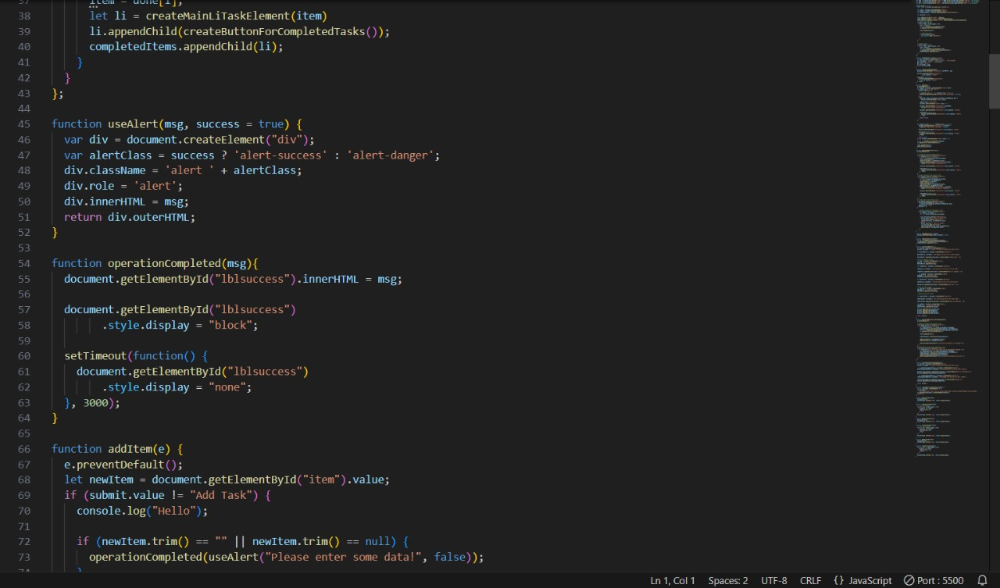 37 item = done[i];
38 let li = createMainLiTaskElement(item)
39 li.appendChild(createButtonForCompletedTasks());
40 completedItems.appendChild(li);
41 }
42 }
43 };
44
45 function useAlert(msg, success = true) {
46 var div = document.createElement("div");
47 var alertClass = success ? 'alert-success' : 'alert-danger';
48 div.className = 'alert ' + alertClass;
49 div.role = 'alert';
50 div.innerHTML = msg;
51 return div.outerHTML;
52 }
53
54 function operationCompleted(msg){
55 document.getElementById("lblsuccess").innerHTML = msg;
56
57 document.getElementById("lblsuccess")
58 .style.display = "block";
59
60 setTimeout(function() {
61 document.getElementById("lblsuccess")
62 .style.display = "none";
63 }, 3000);
64 }
65
66 function addItem(e) {
67 e.preventDefault();
68 let newItem = document.getElementById("item").value;
69 if (submit.value != "Add Task") {
70 console.log("Hello");
71
72 if (newItem.trim() == "" || newItem.trim() == null) {
73 operationCompleted(useAlert("Please enter some data!", false));
74 }
Ln 1, Col 1 Spaces: 2 UTF-8 CRLF {} JavaScript Port : 5500